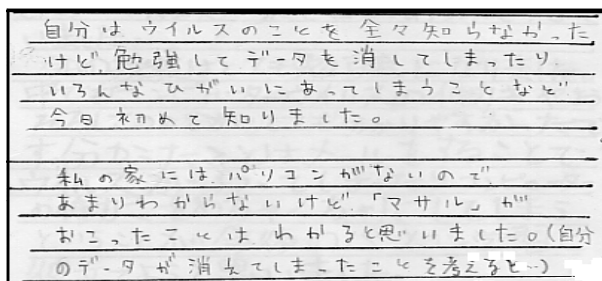 自分はウイルスのことを全々知らなかった
けど、勉強してデータを消してしまったり
いろんなひがいにあってしまうことなど
今日初めて知りました。
私の家には、パソコンがないので、
あまりわからないけど、「マサル」が
おこったことはわかると思いました。(自分
のデータが消えてしまったことを考えると…)